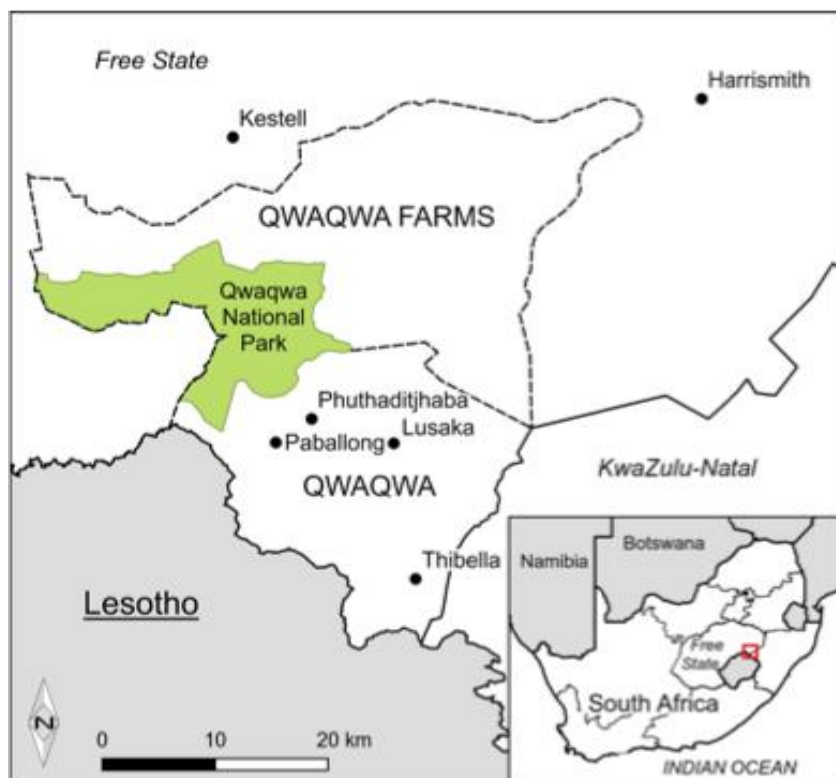 Free State
Harrismith
Kestell
QWAQWA FARMS
Qwaqwa
National
Park
Phuthaditjhaba
Lusaka
Paballong
KwaZulu-Natal
QWAQWA
Thibella
Lesotho
N
0 10 20 km
Botswana
Namibia
Free
State
South Africa
INDIAN OCEAN